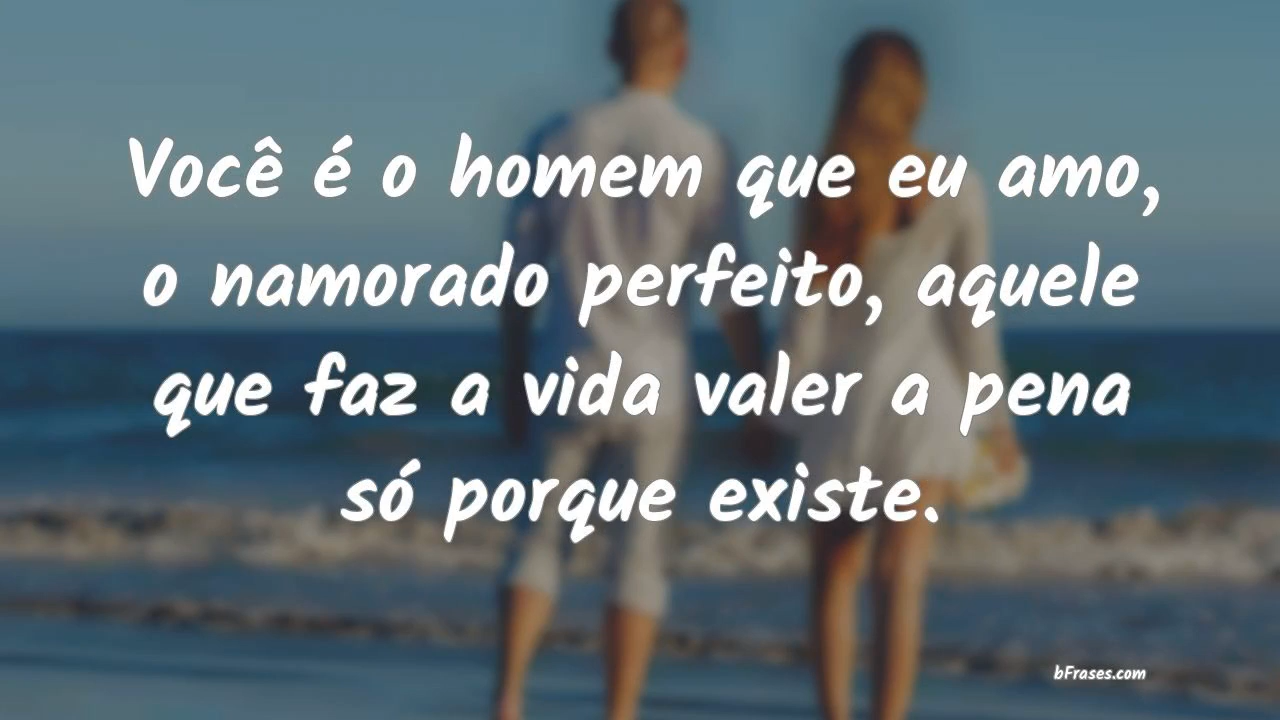 Você é o homem que eu amo,
o namorado perfeito, aquele
que faz a vida valer a pena
só porque existe.
bFrases.com